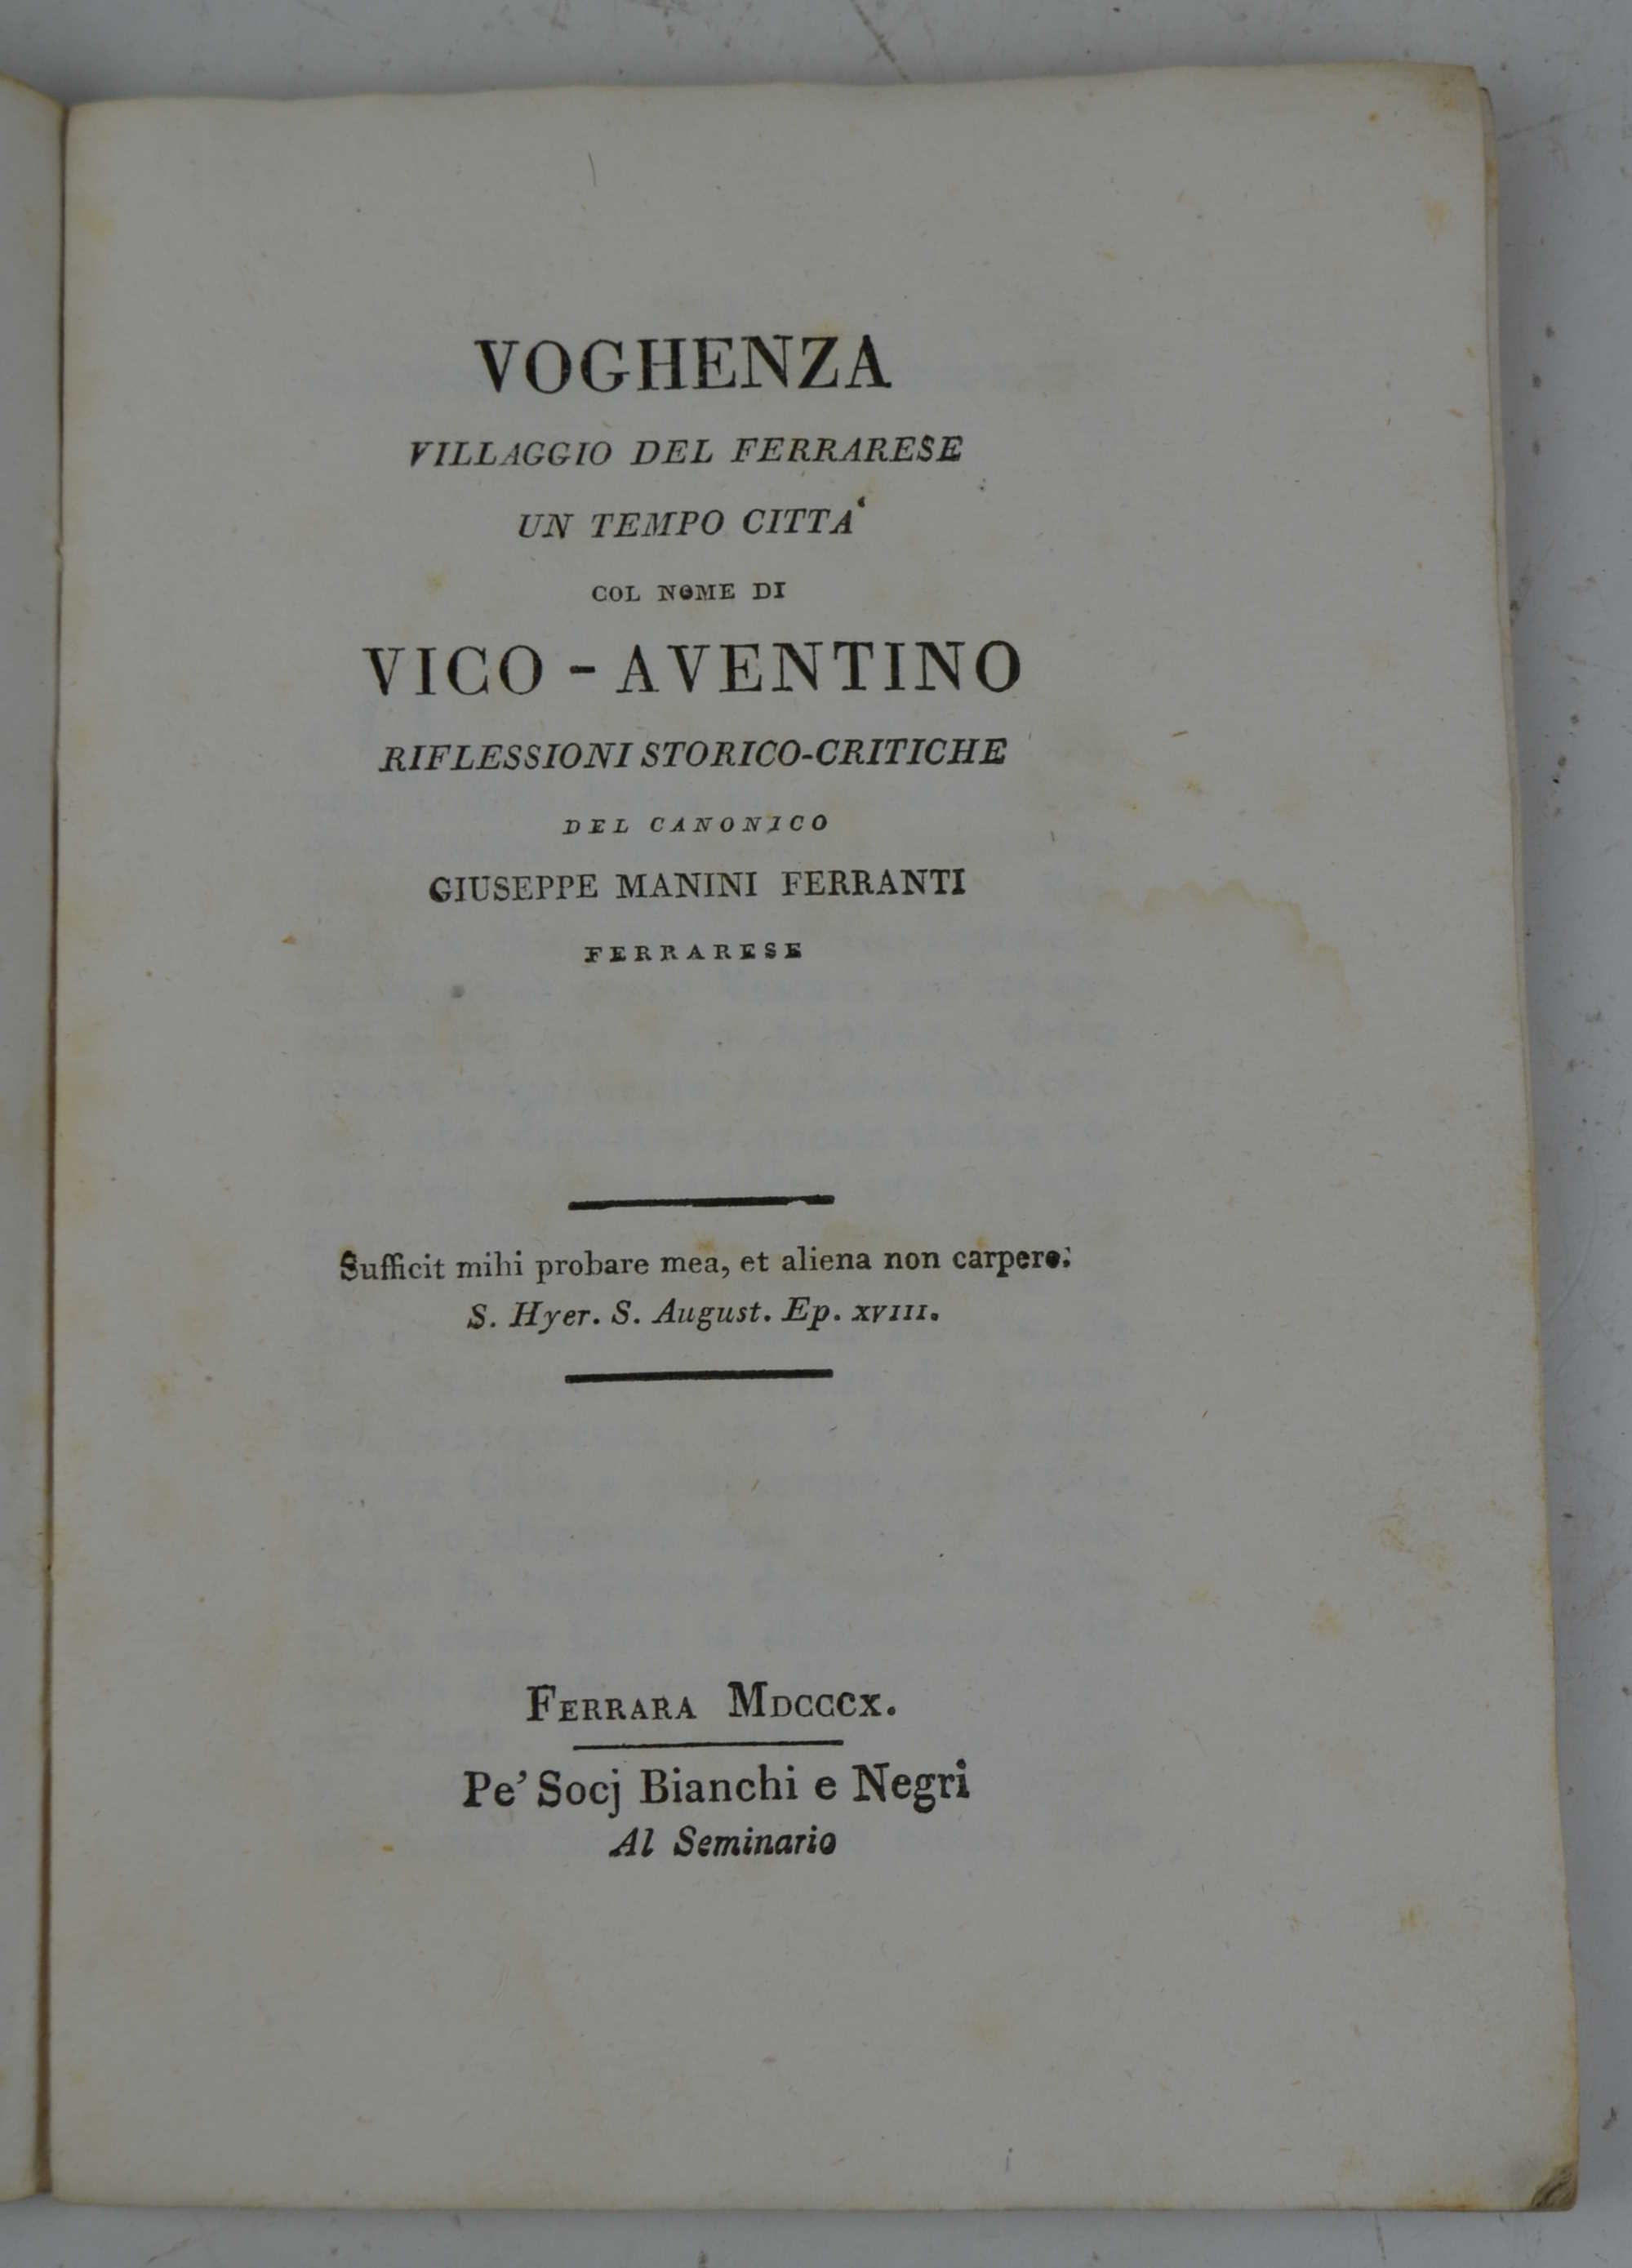 VOGHENZA
VILLAGGIO DEL FERRARESE
UN TEMPO CITTA'
COL NOME DI
VICO - AVENTINO
RIFLESSIONI STORICO-CRITICHE
DEL CANONICO
GIUSEPPE MANINI FERRANTI
FERRARESE
Sufficit mihi probare mea, et aliena non carpere.
S. Hyer. S. August. Ep. XVIII.
FERRARA MDCCCX.
Pe' Socj Bianchi e Negri
Al Seminario